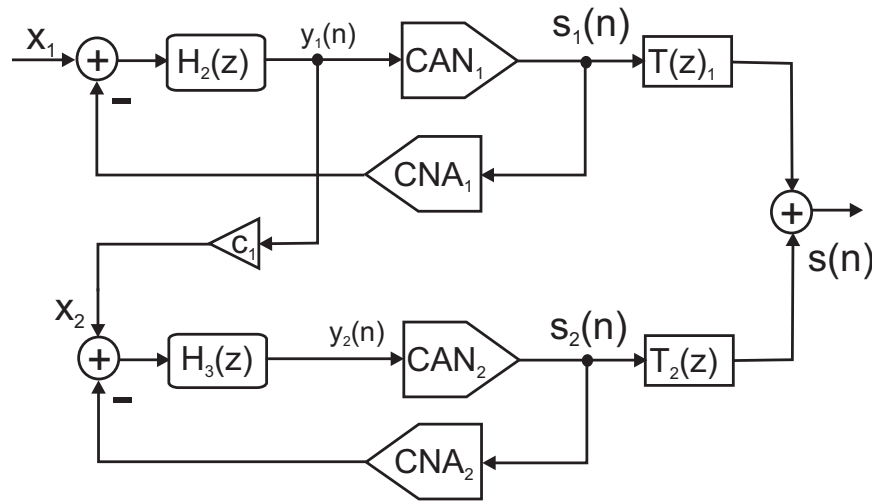 x₁
+
H₂(z)
y₁(n)
CAN₁
s₁(n)
T(z)₁
−
CNA₁
c₁
+
s(n)
x₂
+
H₃(z)
y₂(n)
CAN₂
s₂(n)
T₂(z)
−
CNA₂